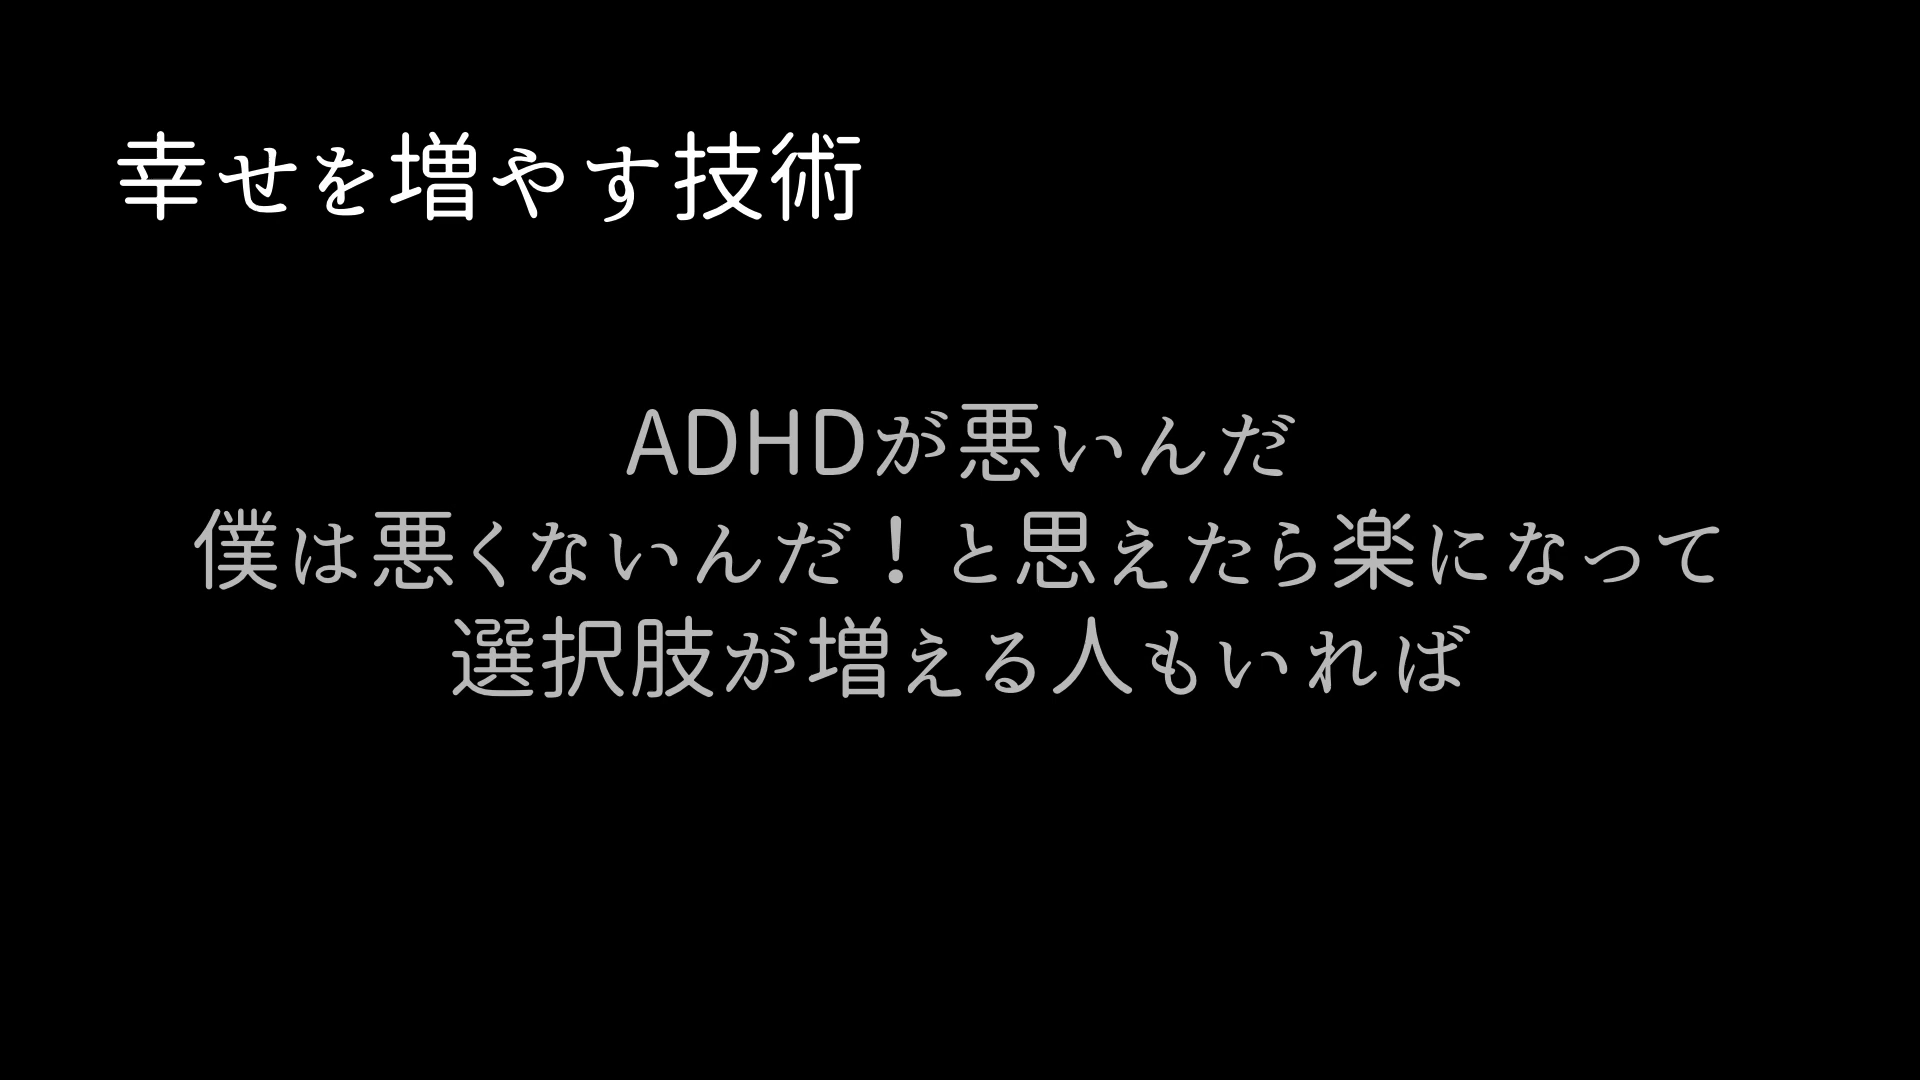 幸せを増やす技術
ADHDが悪いんだ
僕は悪くないんだ！と思えたら楽になって
選択肢が増える人もいれば